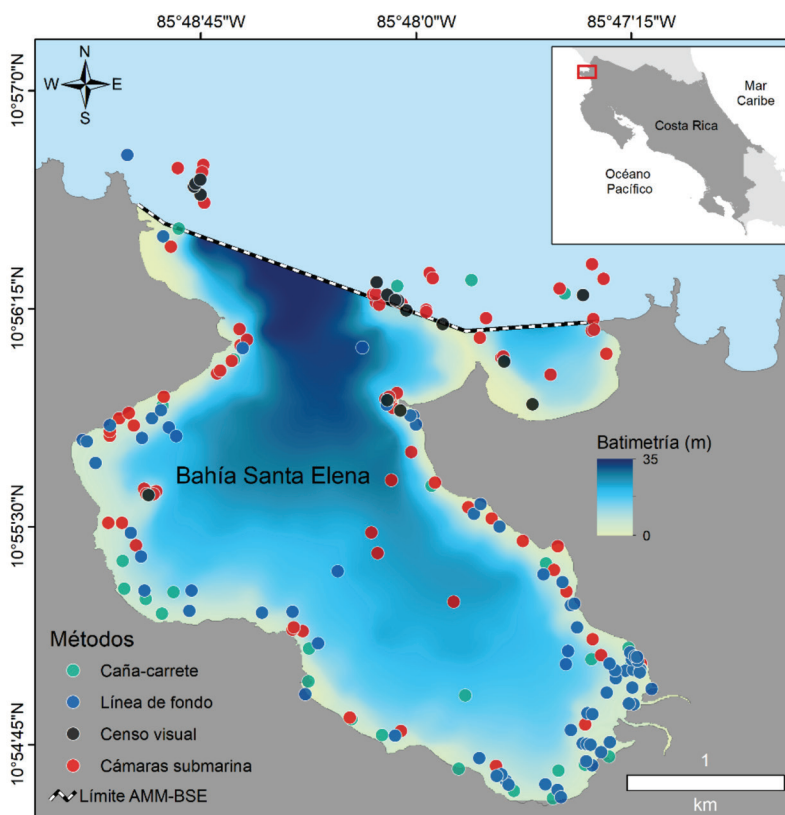 85°48'45"W
85°48'0"W
85°47'15"W
10°57'0"N
10°56'15"N
10°55'30"N
10°54'45"N
N
W
E
S
Mar
Caribe
Costa Rica
Océano
Pacífico
Batimetría (m)
35
0
Bahía Santa Elena
Métodos
Caña-carrete
Línea de fondo
Censo visual
Cámaras submarina
Límite AMM-BSE
1
km